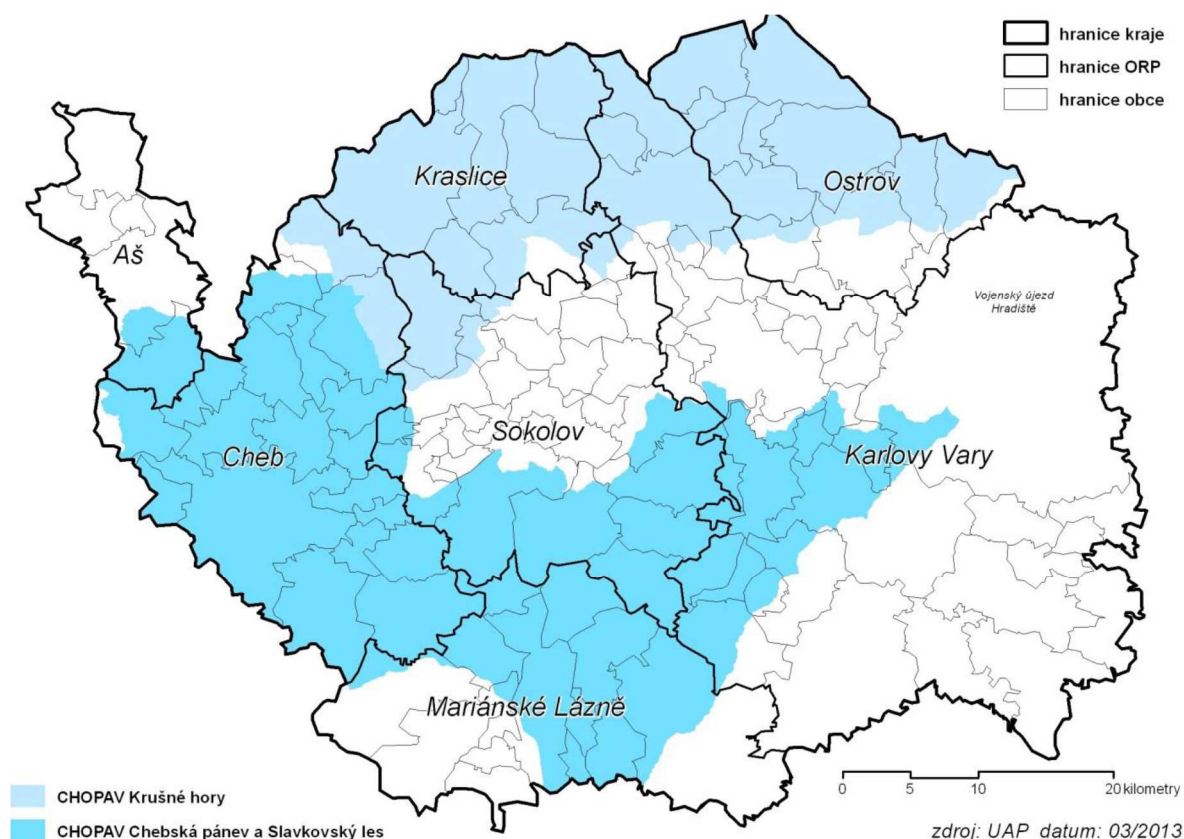 hranice kraje
hranice ORP
hranice obce
Kraslice
Ostrov
Aš
Vojenský újezd
Hradiště
Sokolov
Cheb
Karlovy Vary
Mariánské Lázně
0 5 10 20 kilometry
CHOPAV Krušné hory
CHOPAV Chebská pánev a Slavkovský les
zdroj: UAP datum: 03/2013